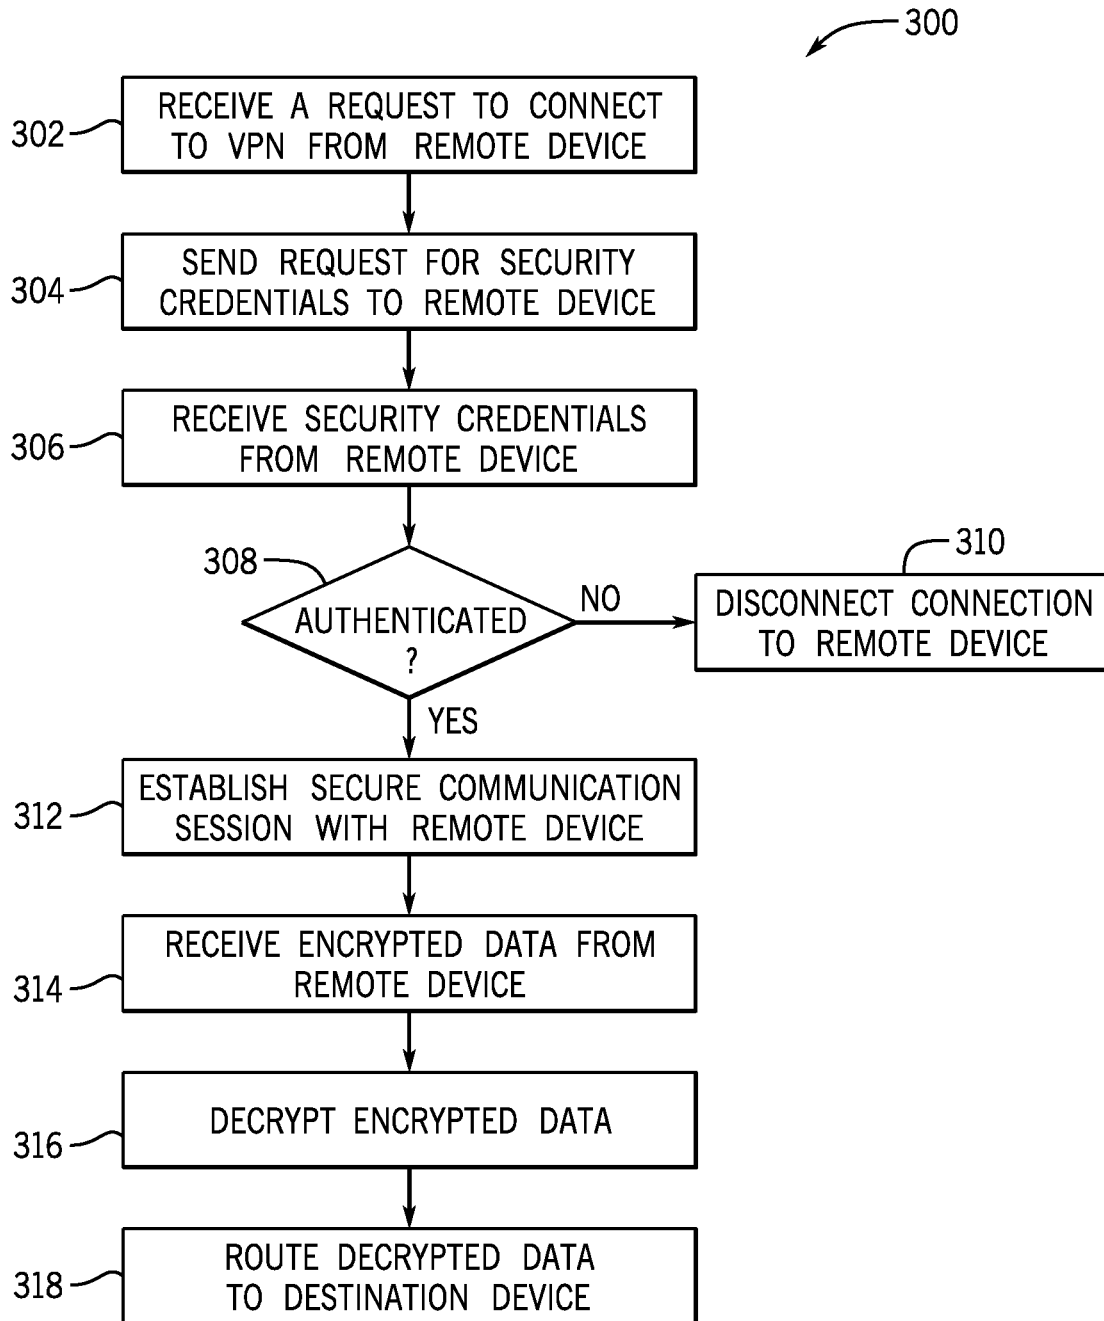 300
302
RECEIVE A REQUEST TO CONNECT
TO VPN FROM REMOTE DEVICE
304
SEND REQUEST FOR SECURITY
CREDENTIALS TO REMOTE DEVICE
306
RECEIVE SECURITY CREDENTIALS
FROM REMOTE DEVICE
308
AUTHENTICATED
?
NO
310
DISCONNECT CONNECTION
TO REMOTE DEVICE
YES
312
ESTABLISH SECURE COMMUNICATION
SESSION WITH REMOTE DEVICE
314
RECEIVE ENCRYPTED DATA FROM
REMOTE DEVICE
316
DECRYPT ENCRYPTED DATA
318
ROUTE DECRYPTED DATA
TO DESTINATION DEVICE